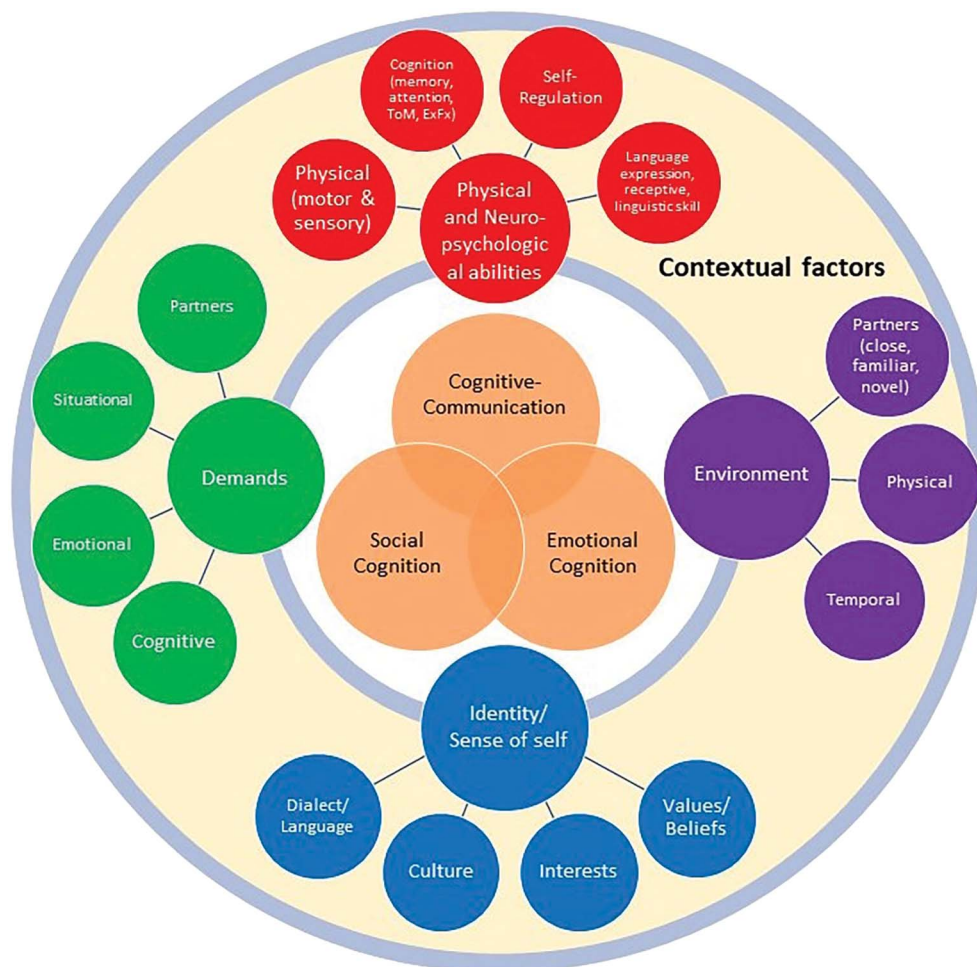 Cognition
(memory,
attention,
ToM, ExFx)
Self-
Regulation
Physical
(motor &
sensory)
Physical
and Neuro-
psychologic
al abilities
Language
expression,
receptive,
linguistic skill
Contextual factors
Partners
Situational
Demands
Emotional
Cognitive
Cognitive-
Communication
Social
Cognition
Emotional
Cognition
Environment
Partners
(close,
familiar,
novel)
Physical
Temporal
Identity/
Sense of self
Dialect/
Language
Culture
Interests
Values/
Beliefs